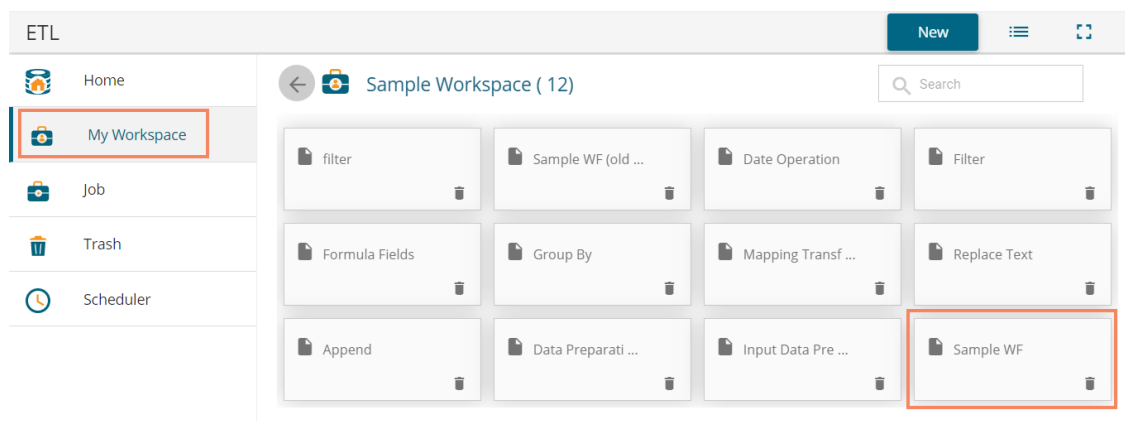 ETL
New
Home
My Workspace
Job
Trash
Scheduler
Sample Workspace ( 12)
Search
filter
Sample WF (old ...
Date Operation
Filter
Formula Fields
Group By
Mapping Transf ...
Replace Text
Append
Data Preparati ...
Input Data Pre ...
Sample WF